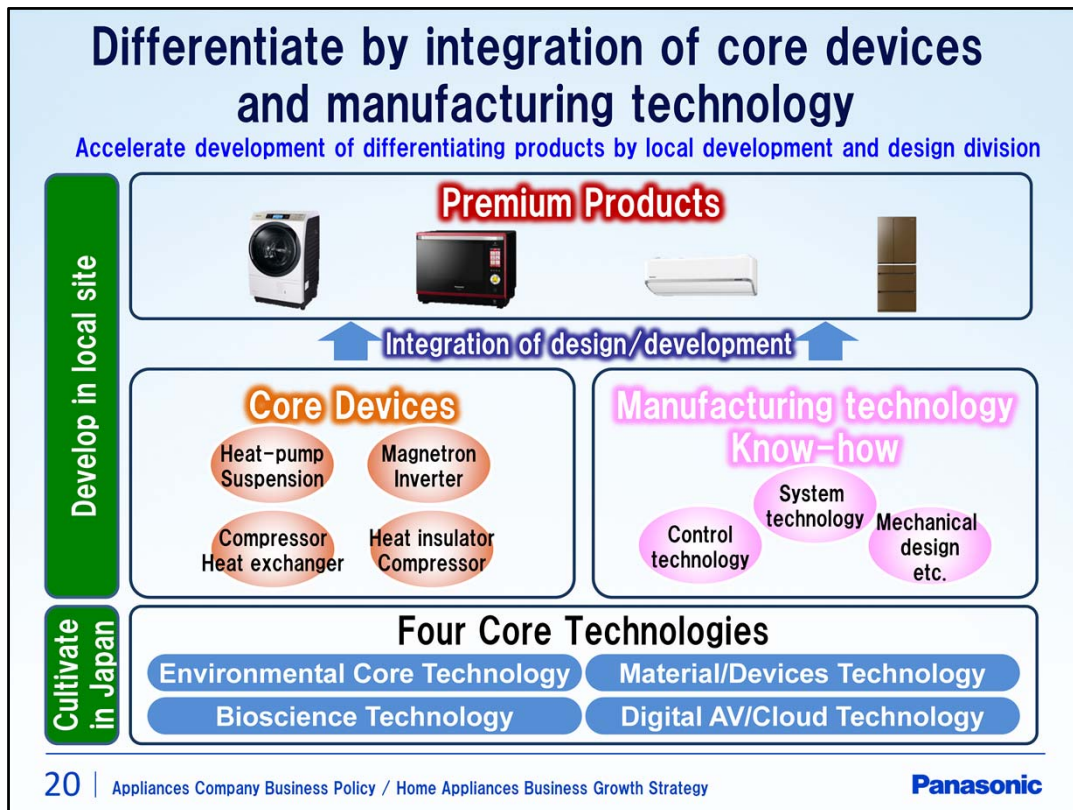 Differentiate by integration of core devices
and manufacturing technology
Accelerate development of differentiating products by local development and design division
Develop in local site
Premium Products
Integration of design/development
Core Devices
Heat-pump
Suspension
Magnetron
Inverter
Compressor
Heat exchanger
Heat insulator
Compressor
Manufacturing technology
Know-how
System
technology
Control
technology
Mechanical
design
etc.
Cultivate
in Japan
Four Core Technologies
Environmental Core Technology
Material/Devices Technology
Bioscience Technology
Digital AV/Cloud Technology
20
Appliances Company Business Policy / Home Appliances Business Growth Strategy
Panasonic